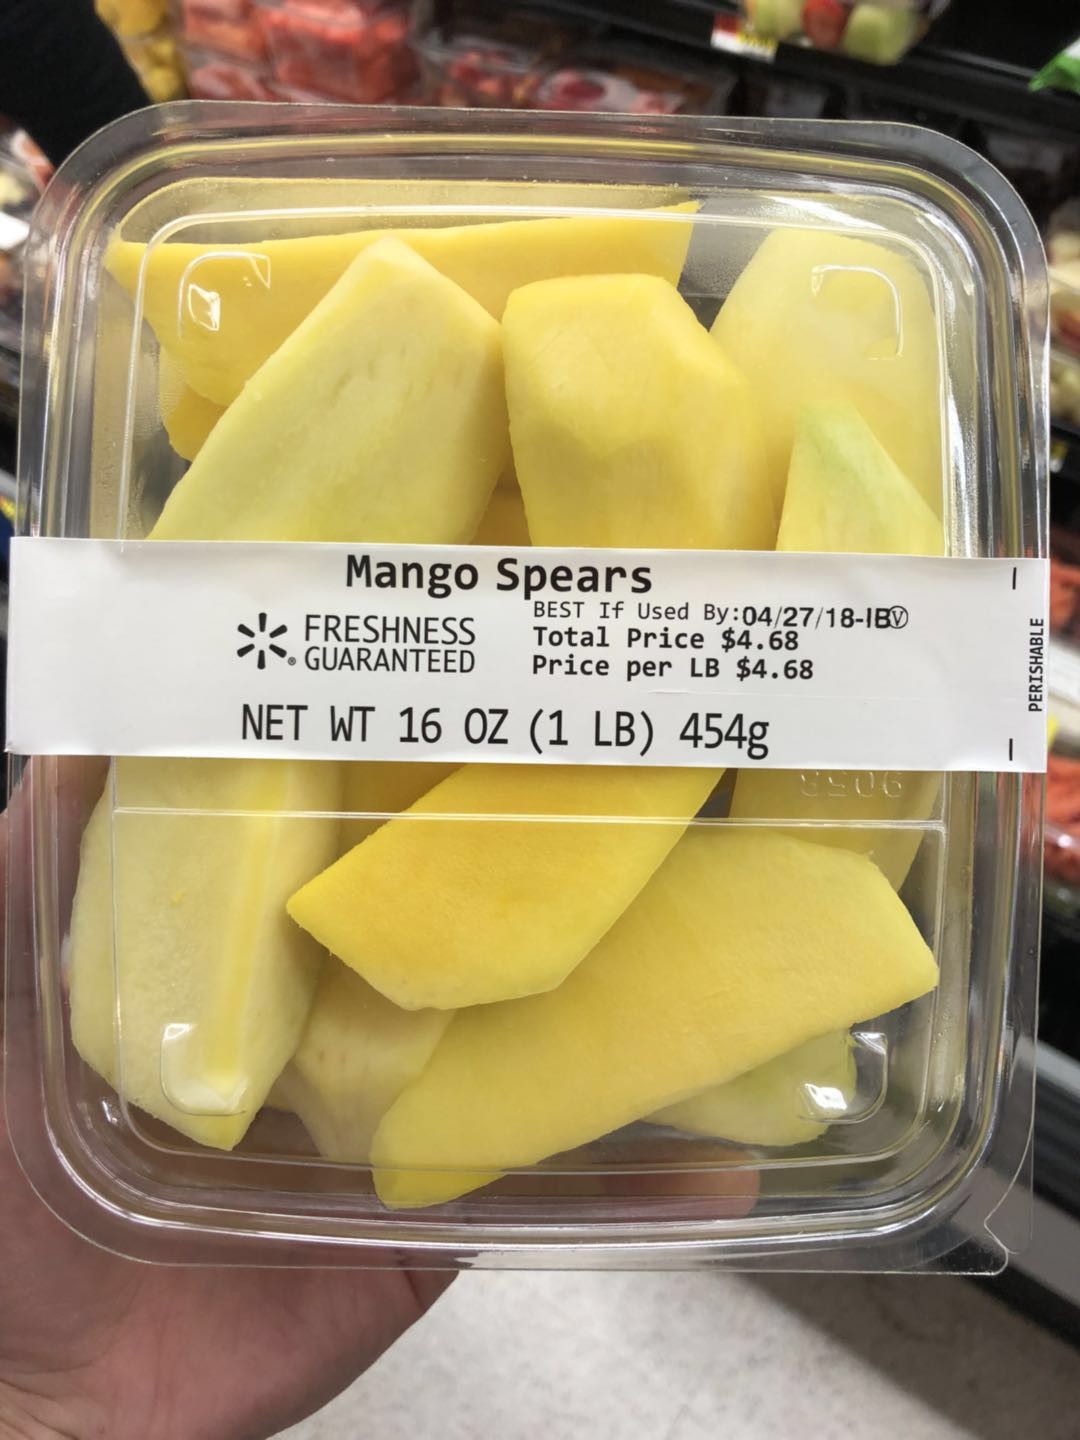 Mango Spears
FRESHNESS
GUARANTEED
BEST If Used By:04/27/18-IBⓋ
Total Price $4.68
Price per LB $4.68
NET WT 16 OZ (1 LB) 454g
PERISHABLE